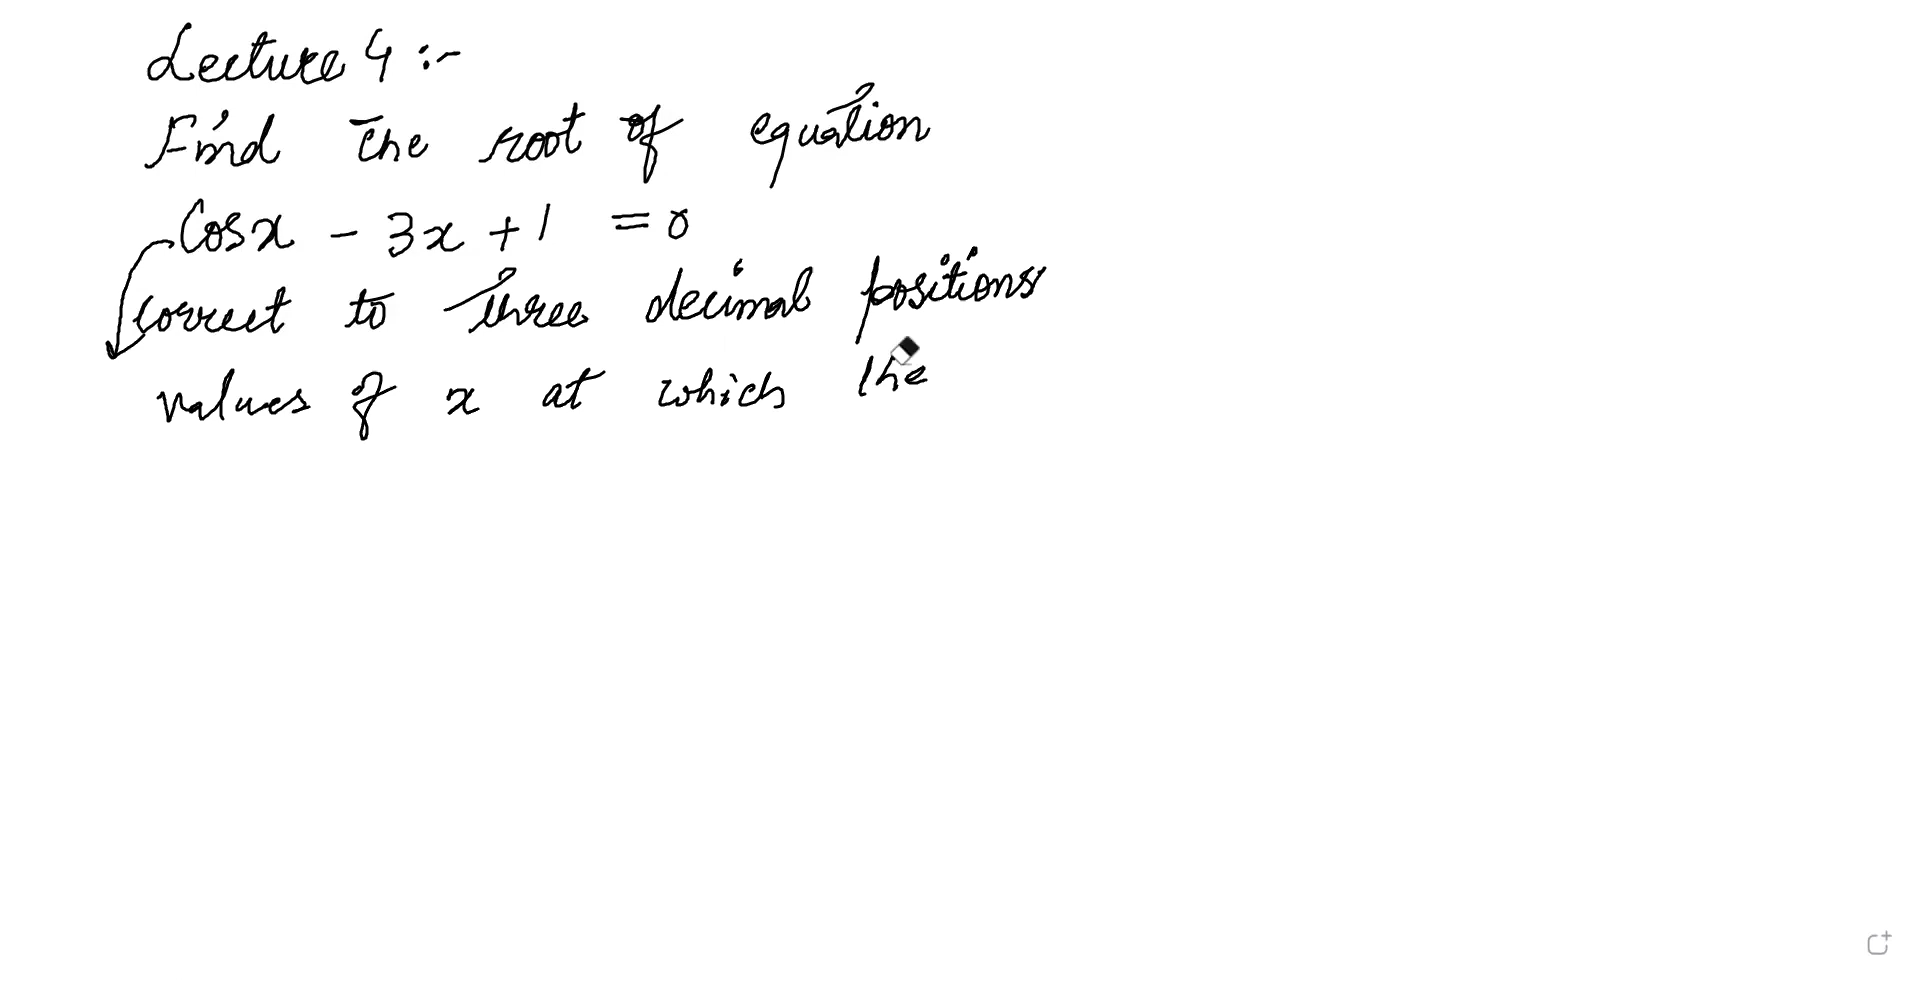 Lecture 4 :-
Find the root of equation
Cosx - 3x + 1 = 0
correct to three decimal positions
values of x at which the